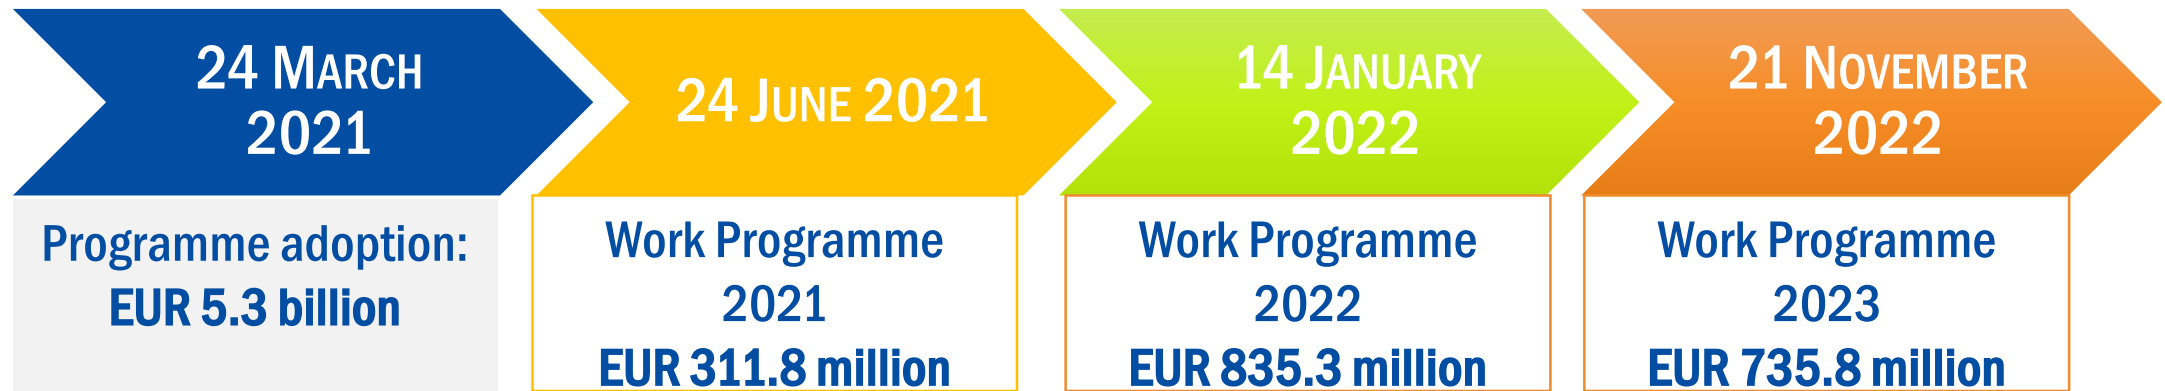 24 MARCH
2021
24 JUNE 2021
14 JANUARY
2022
21 NOVEMBER
2022
Programme adoption:
EUR 5.3 billion
Work Programme
2021
EUR 311.8 million
Work Programme
2022
EUR 835.3 million
Work Programme
2023
EUR 735.8 million